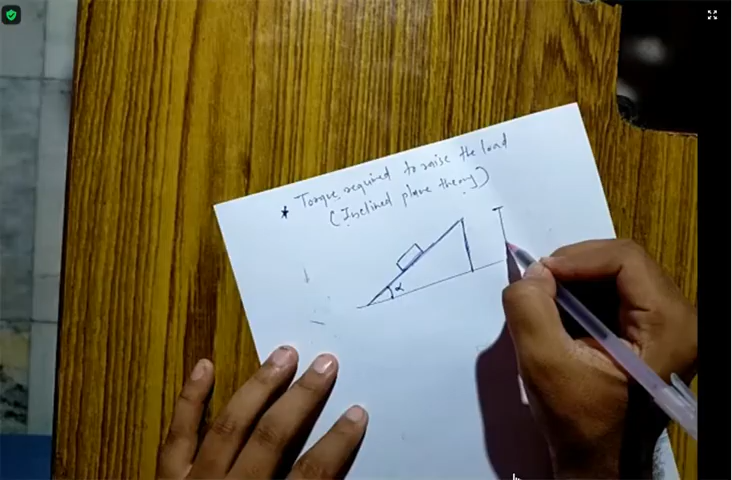 * Torque required to raise the load
(Inclined plane theory)
α